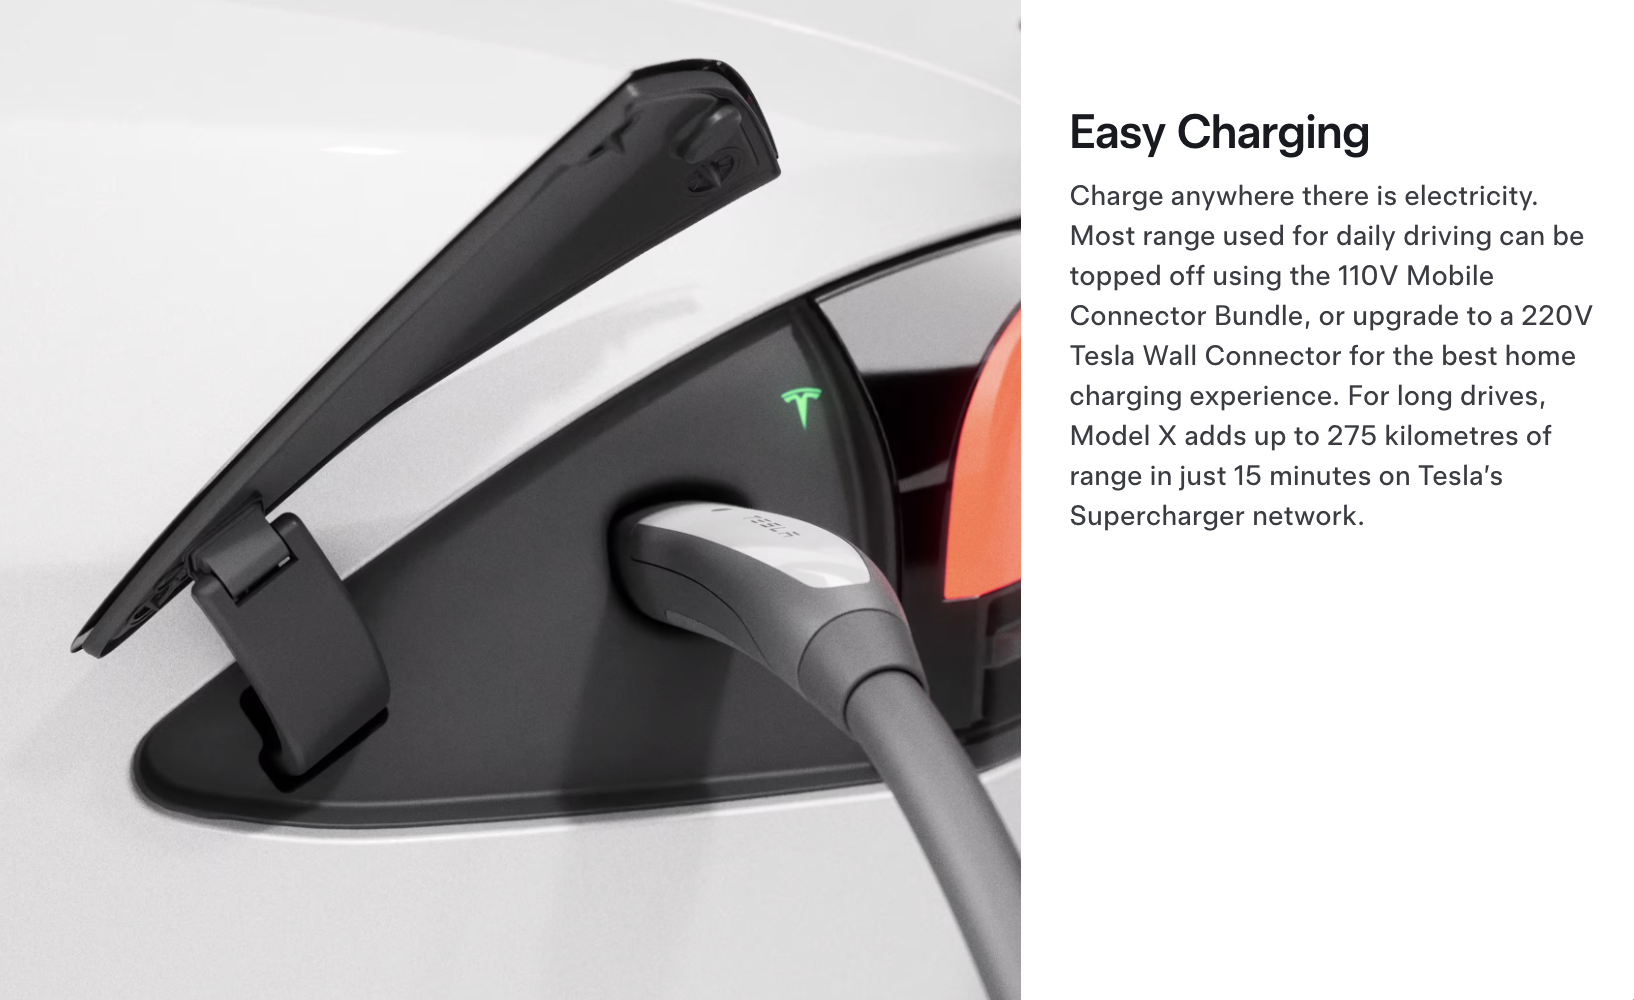 Easy Charging
Charge anywhere there is electricity.
Most range used for daily driving can be
topped off using the 110V Mobile
Connector Bundle, or upgrade to a 220V
Tesla Wall Connector for the best home
charging experience. For long drives,
Model X adds up to 275 kilometres of
range in just 15 minutes on Tesla’s
Supercharger network.
TESLA